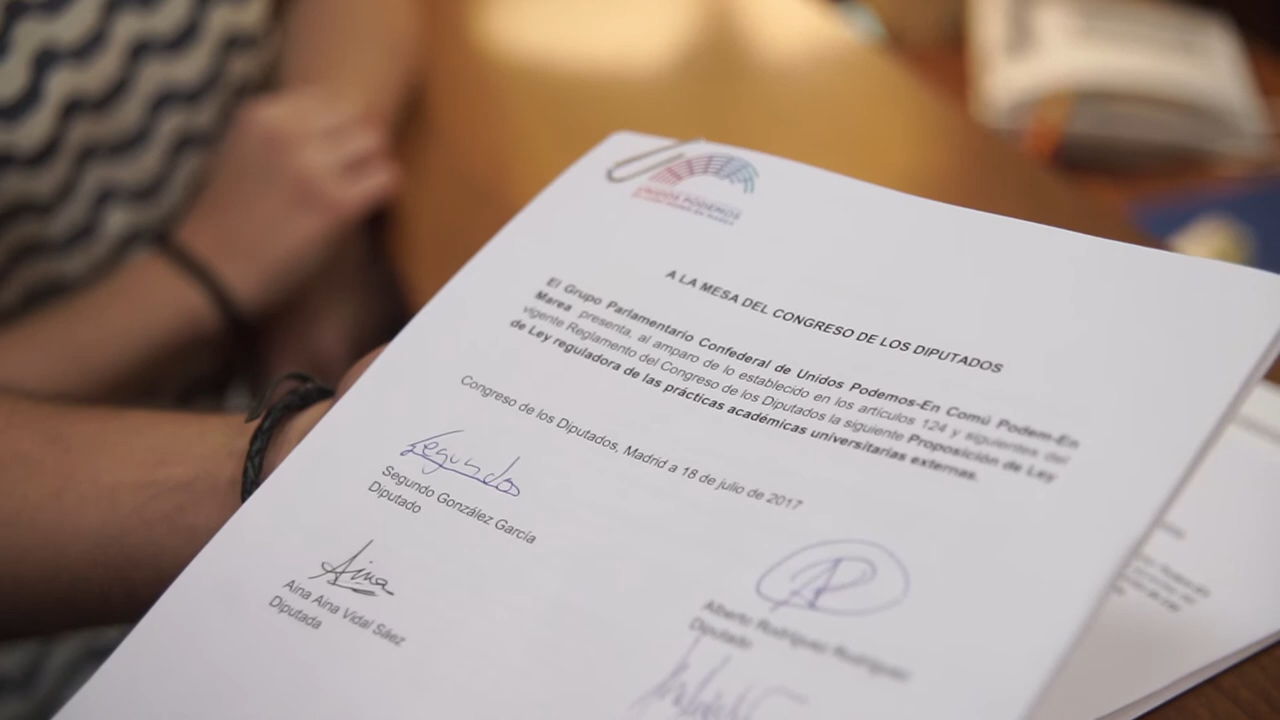 UNIDOS PODEMOS
A LA MESA DEL CONGRESO DE LOS DIPUTADOS
El Grupo Parlamentario Confederal de Unidos Podemos-En Comú Podem-En
Marea presenta, al amparo de lo establecido en los artículos 124 y siguientes del
vigente Reglamento del Congreso de los Diputados la siguiente Proposición de Ley
de Ley reguladora de las prácticas académicas universitarias externas.
Congreso de los Diputados, Madrid a 18 de julio de 2017
Segundo
Segundo González García
Diputado
Aina
Aina Aina Vidal Sáez
Diputada
Alberto Rodríguez Rodríguez
Diputado